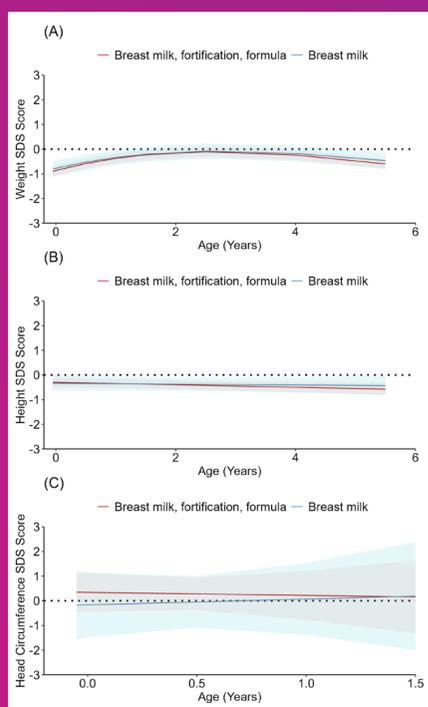 (A)
Breast milk, fortification, formula Breast milk
3
2
1
0
-1
-2
-3
Weight SDS Score
0 2 4 6
Age (Years)
(B)
Breast milk, fortification, formula Breast milk
3
2
1
0
-1
-2
-3
Height SDS Score
0 2 4 6
Age (Years)
(C)
Breast milk, fortification, formula Breast milk
3
2
1
0
-1
-2
-3
Head Circumference SDS Score
0.0 0.5 1.0 1.5
Age (Years)